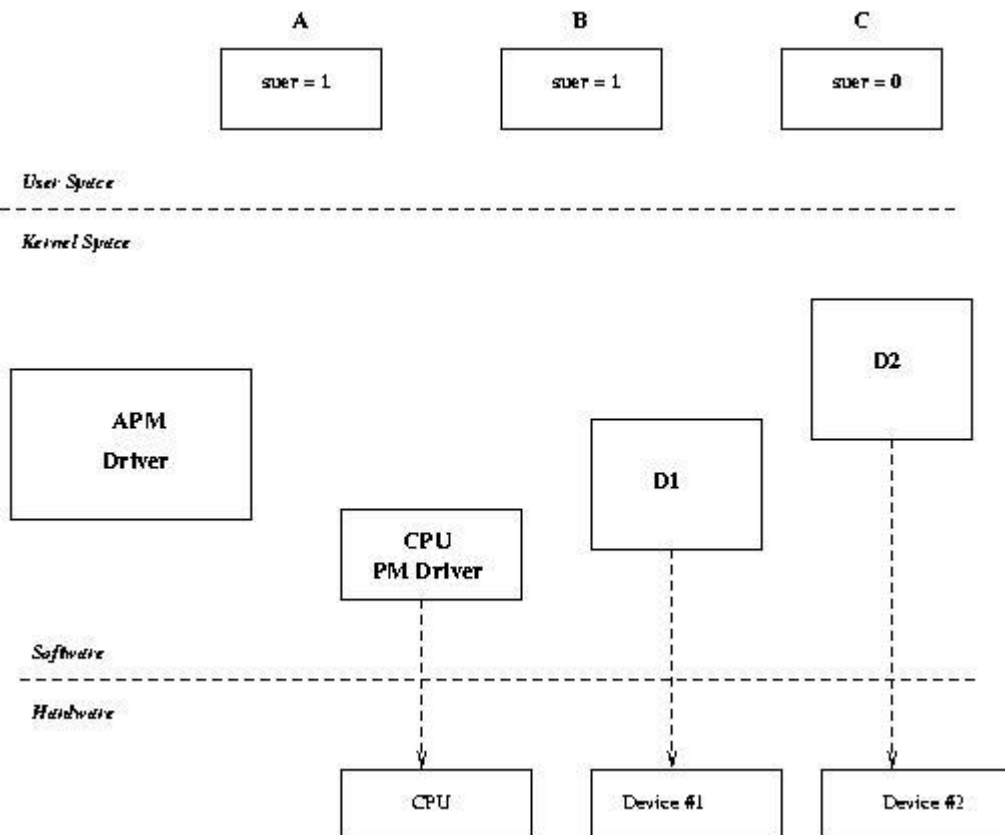 A B C
suer = 1 suer = 1 suer = 0
User Space
Kernel Space
D2
APM
Driver
D1
CPU
PM Driver
Software
Hardware
CPU Device #1 Device #2